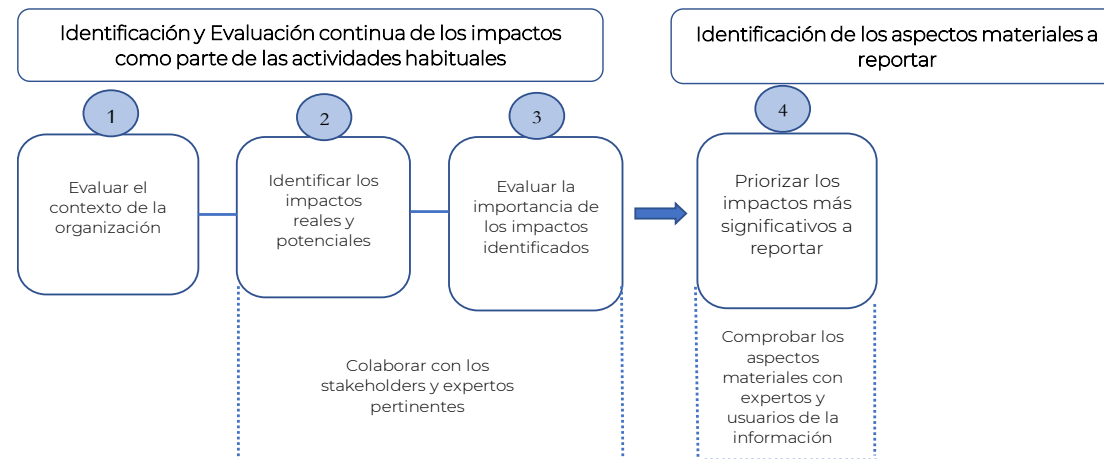 Identificación y Evaluación continua de los impactos
como parte de las actividades habituales
Identificación de los aspectos materiales a
reportar
1
Evaluar el
contexto de la
organización
2
Identificar los
impactos
reales y
potenciales
3
Evaluar la
importancia de
los impactos
identificados
4
Priorizar los
impactos más
significativos a
reportar
Colaborar con los
stakeholders y expertos
pertinentes
Comprobar los
aspectos
materiales con
expertos y
usuarios de la
información